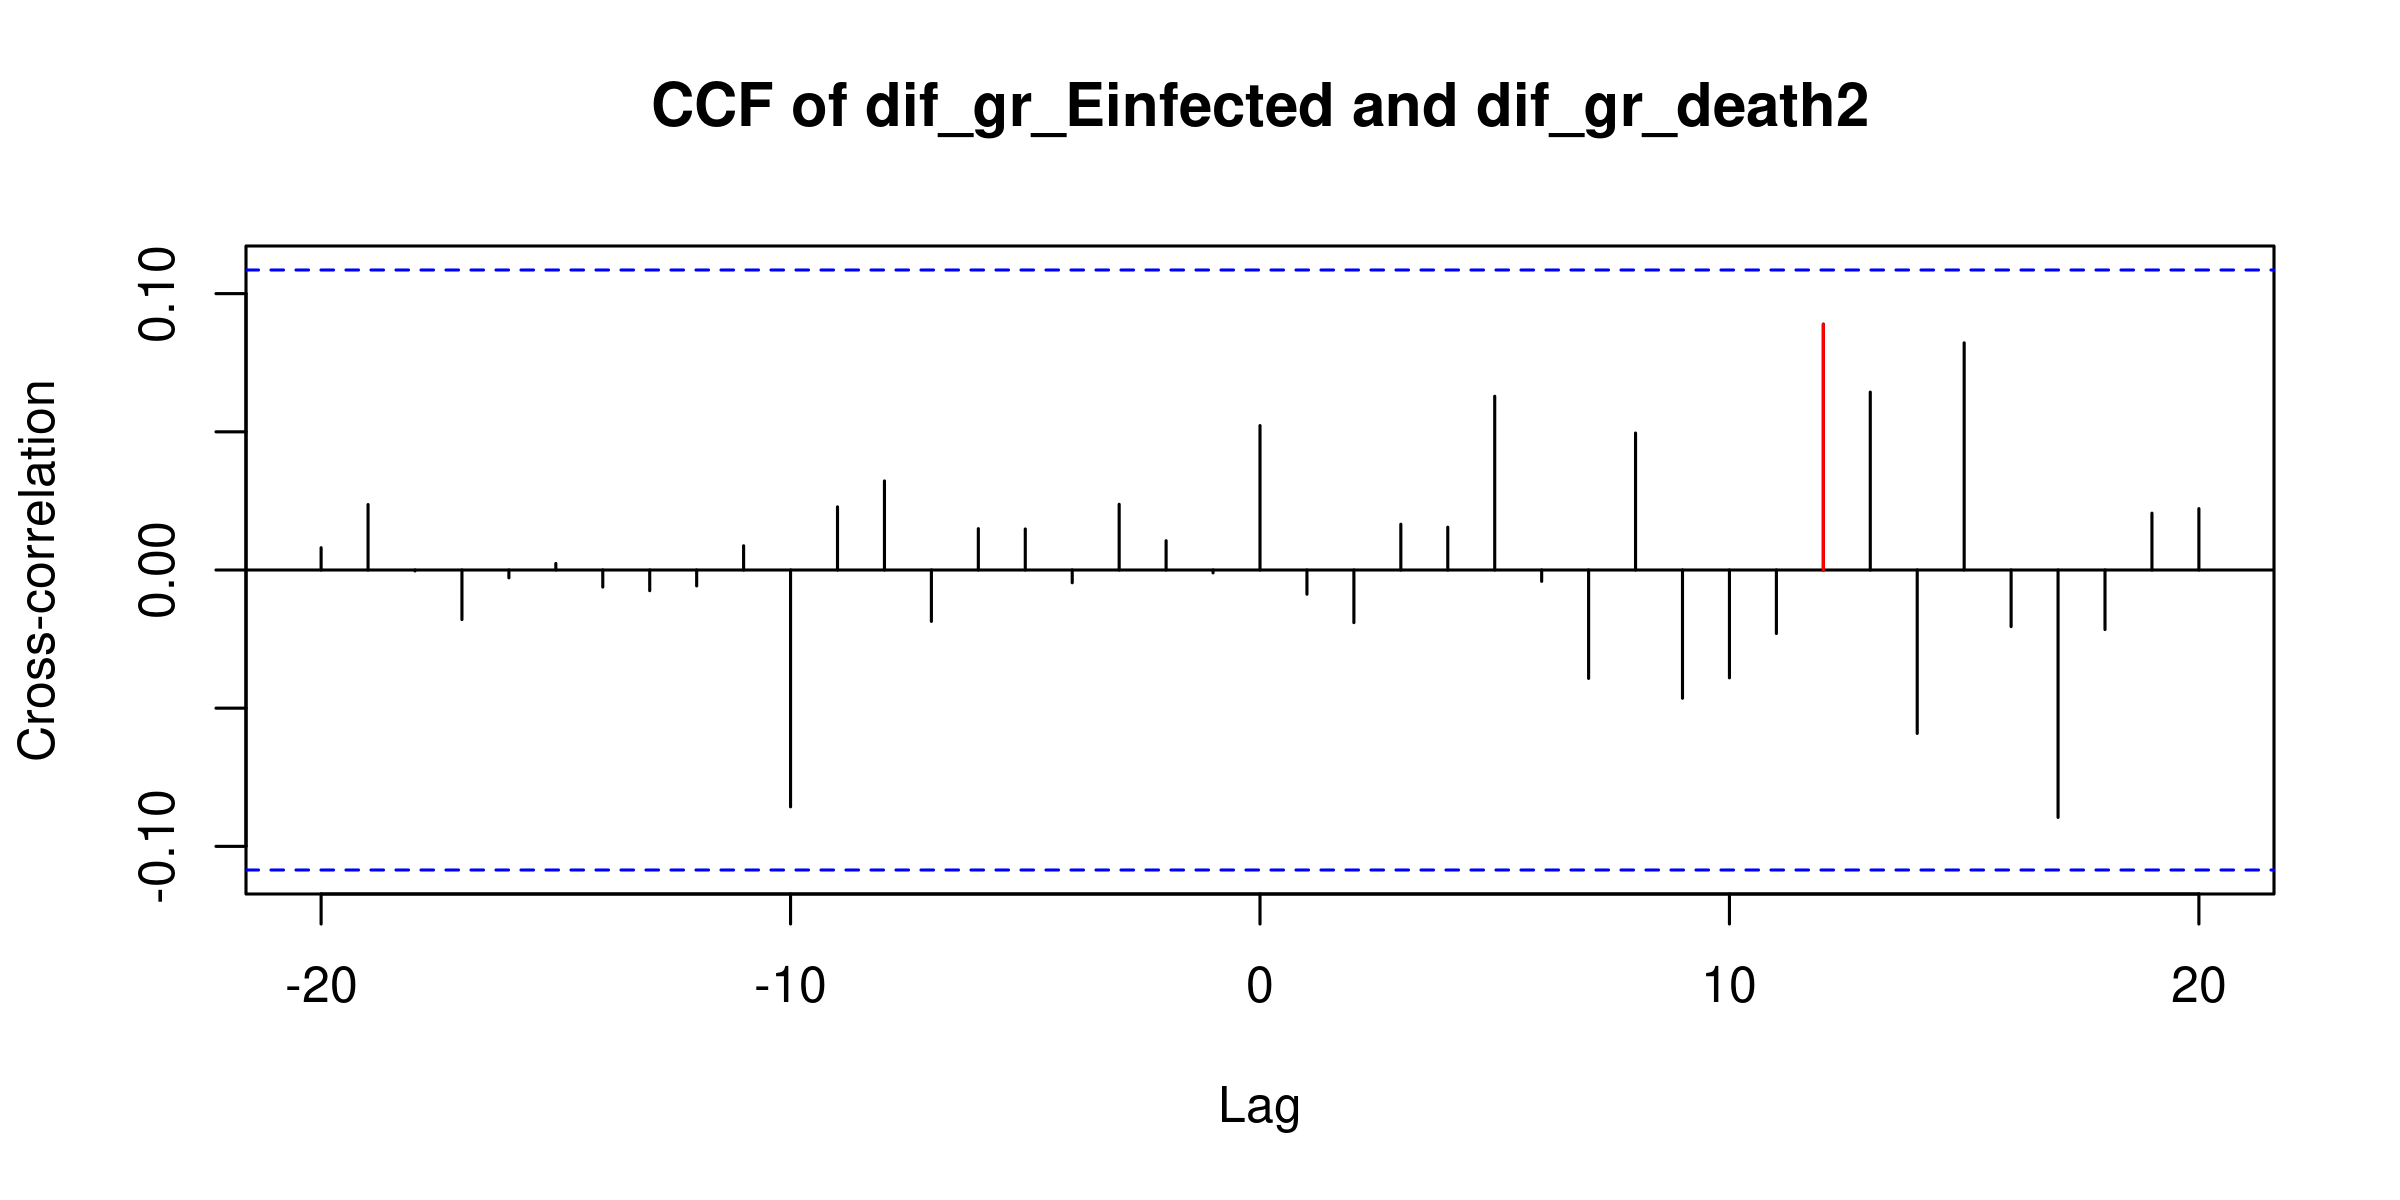 CCF of dif_gr_Einfected and dif_gr_death2
Cross-correlation
0.10
0.00
-0.10
-20 -10 0 10 20
Lag